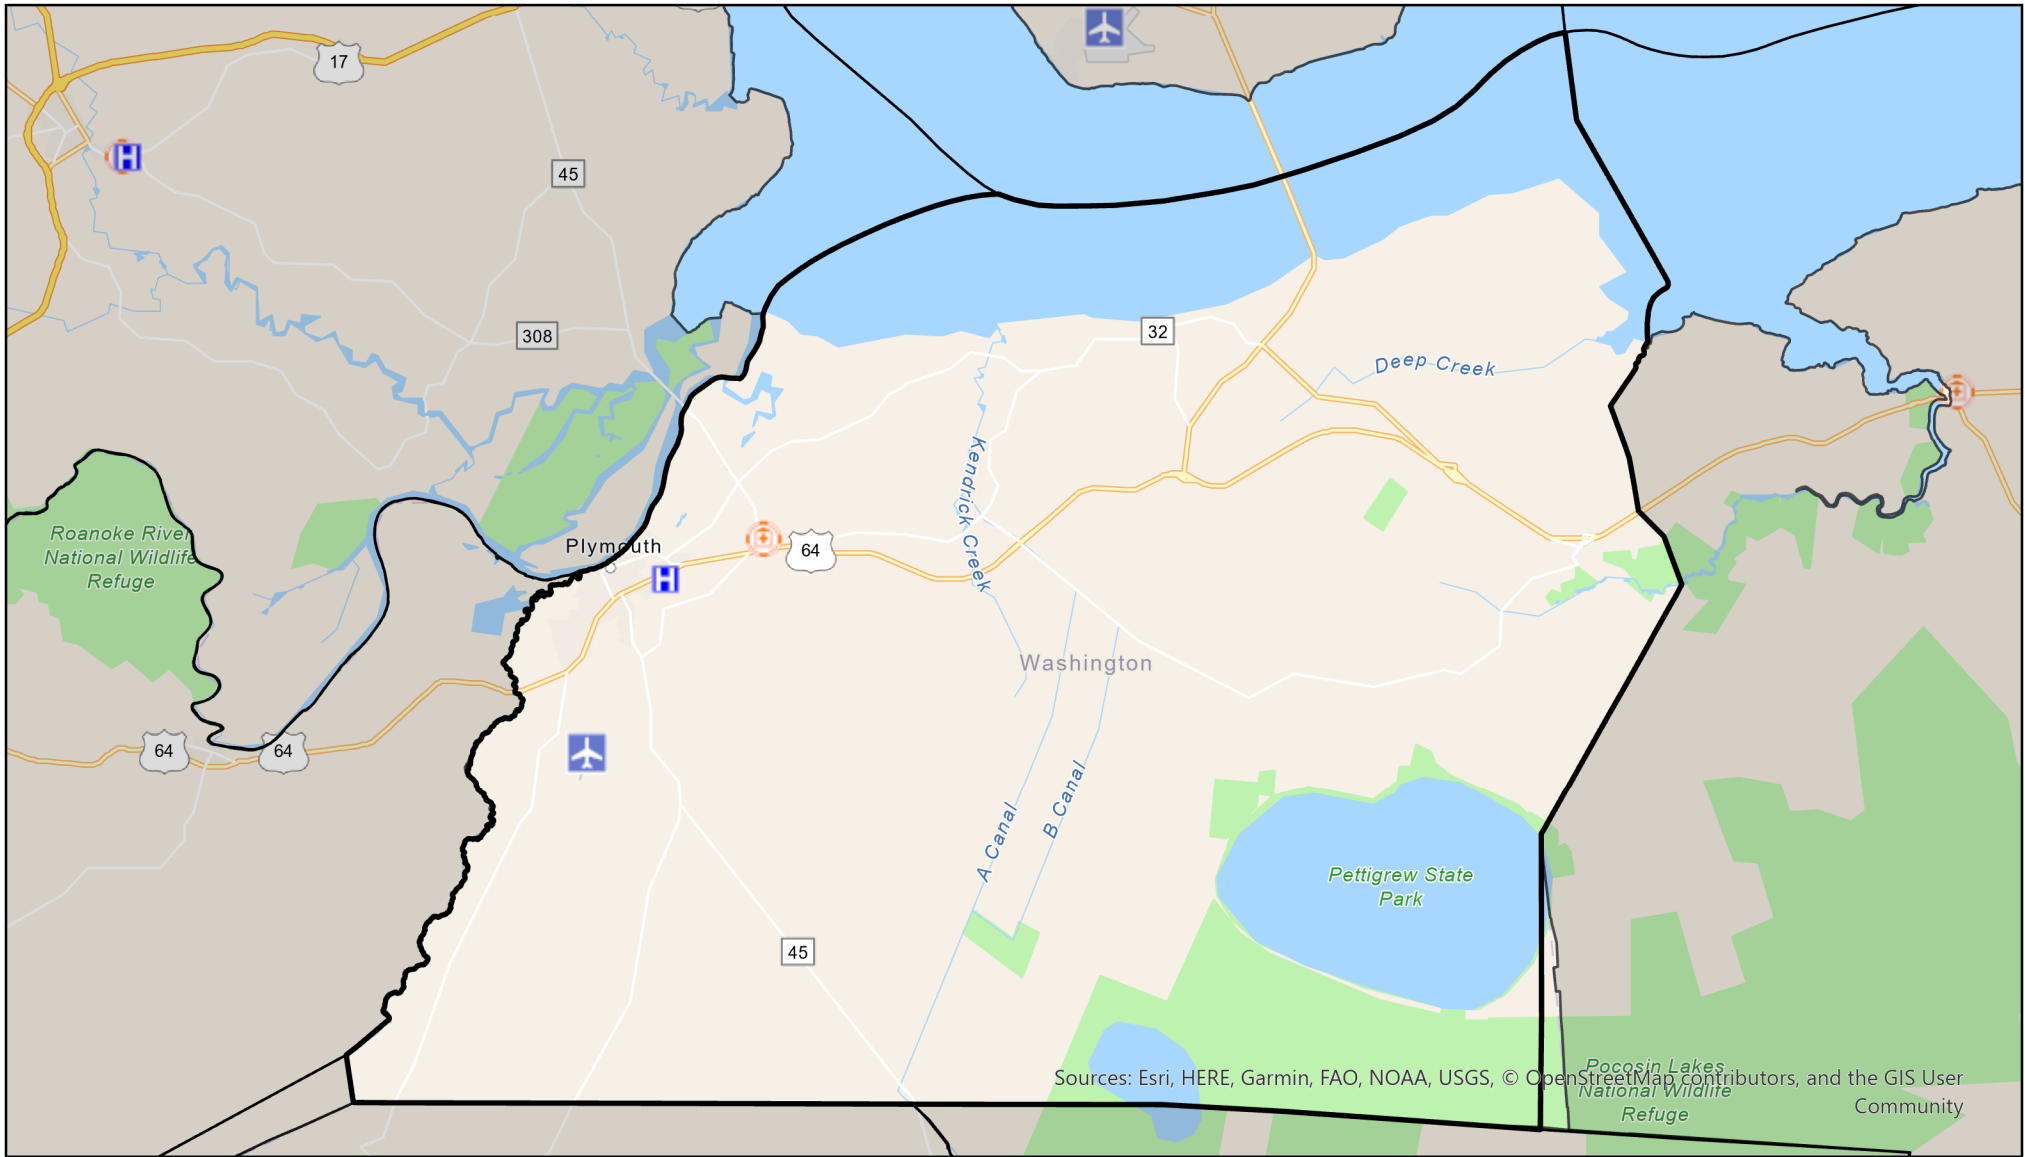 17
H
45
32
308
Deep Creek
Kendrick Creek
Roanoke River
National Wildlife
Refuge
Plymouth
64
H
Washington
64
64
A Canal
B Canal
Pettigrew State
Park
45
Pocosin Lakes
National Wildlife
Refuge
Sources: Esri, HERE, Garmin, FAO, NOAA, USGS, © OpenStreetMap contributors, and the GIS User
Community